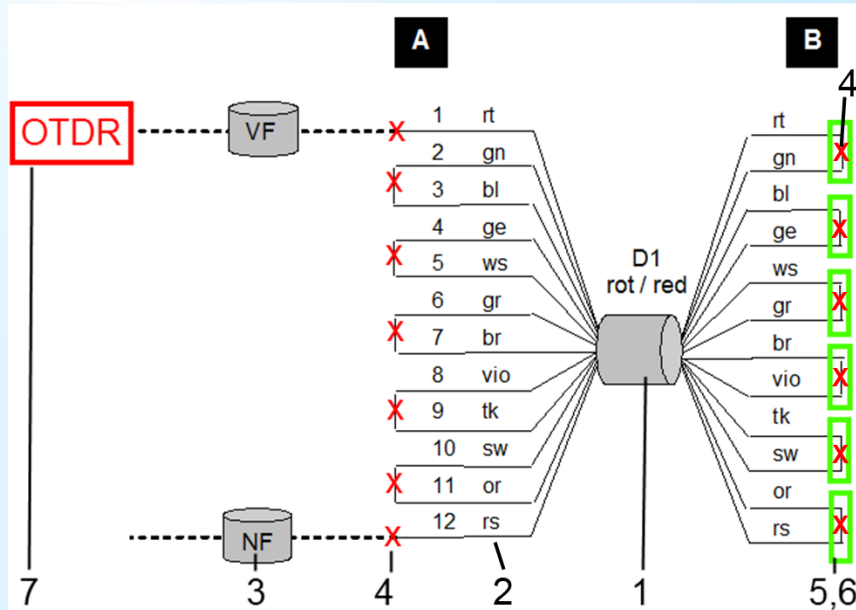 A
B
4
OTDR
VF
1 rt
2 gn
3 bl
4 ge
5 ws
6 gr
7 br
8 vio
9 tk
10 sw
11 or
12 rs
D1
rot / red
rt
gn
bl
ge
ws
gr
br
vio
tk
sw
or
rs
X
X
X
X
X
X
X
X
X
X
X
X
X
NF
7
3
4
2
1
5,6